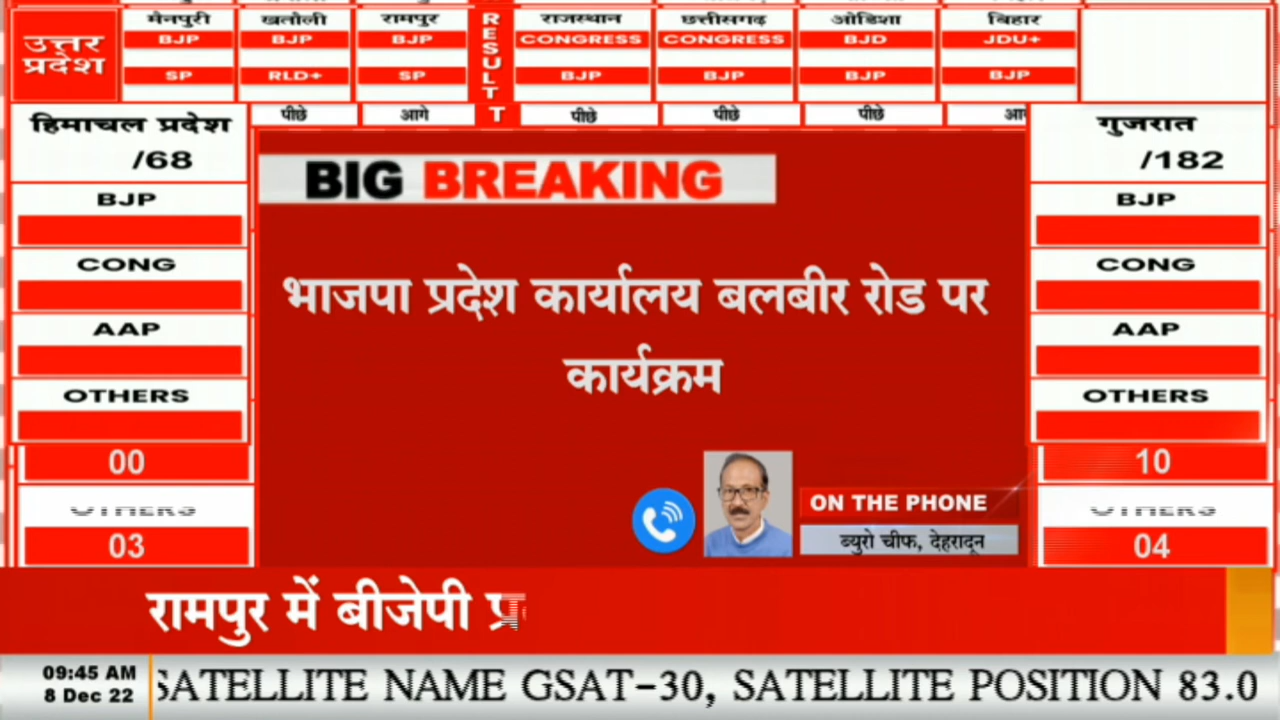 उत्तर
प्रदेश
मैनपुरी
BJP
SP
खतौली
BJP
RLD+
रामपुर
BJP
SP
RESULT
राजस्थान
CONGRESS
BJP
छत्तीसगढ़
CONGRESS
BJP
ओडिशा
BJD
BJP
बिहार
JDU+
BJP
पीछे
आगे
T
पीछे
पीछे
पीछे
हिमाचल प्रदेश
/68
BJP
CONG
AAP
OTHERS
00
03
BIG BREAKING
भाजपा प्रदेश कार्यालय बलबीर रोड पर
कार्यक्रम
ON THE PHONE
ब्युरो चीफ, देहरादून
गुजरात
/182
BJP
CONG
AAP
OTHERS
10
04
रामपुर में बीजेपी
09:45 AM
8 Dec 22
SATELLITE NAME GSAT-30, SATELLITE POSITION 83.0